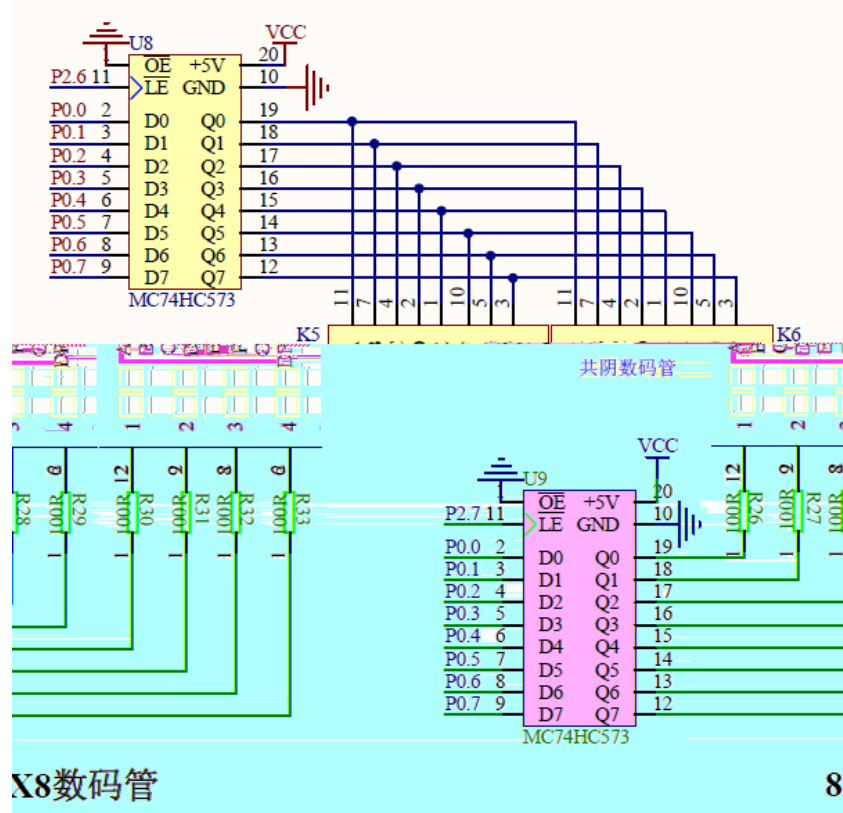 VCC
U8
OE +5V 20
P2.6 11 LE GND 10
P0.0 2 D0 Q0 19
P0.1 3 D1 Q1 18
P0.2 4 D2 Q2 17
P0.3 5 D3 Q3 16
P0.4 6 D4 Q4 15
P0.5 7 D5 Q5 14
P0.6 8 D6 Q6 13
P0.7 9 D7 Q7 12
MC74HC573
11 7 4 2 1 10 5 3 11 7 4 2 1 10 5 3
K5 K6
共阴数码管
4 1 2 3 4 1 2
VCC
12 9 8 12 9 8
R28 R29 R30 R31 R32 R33 R26 R27
1 1 1 1 1 1 1
U9
1 OE +5V 20
P2.7 11 LE GND 10
P0.0 2 D0 Q0 19
P0.1 3 D1 Q1 18
P0.2 4 D2 Q2 17
P0.3 5 D3 Q3 16
P0.4 6 D4 Q4 15
P0.5 7 D5 Q5 14
P0.6 8 D6 Q6 13
P0.7 9 D7 Q7 12
MC74HC573
X8数码管 8